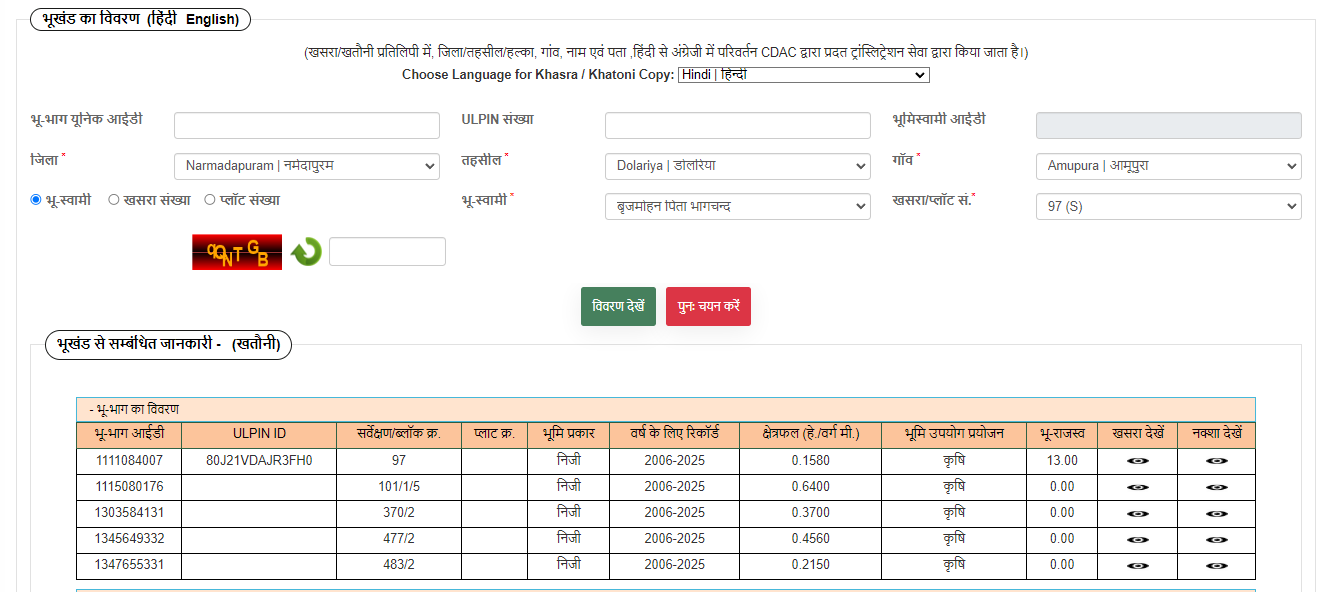 भूखंड का विवरण (हिंदी English)
(खसरा/खतौनी प्रतिलिपी में, जिला/तहसील/हल्का, गांव, नाम एवं पता ,हिंदी से अंग्रेजी में परिवर्तन CDAC द्वारा प्रदत ट्रांस्लिट्रेशन सेवा द्वारा किया जाता है।)
Choose Language for Khasra / Khatoni Copy: Hindi | हिन्दी
भू-भाग यूनिक आईडी ULPIN संख्या भूमिस्वामी आईडी
जिला * Narmadapuram | नर्मदापुरम तहसील * Dolariya | डोलरिया गाँव * Amupura | आमूपुरा
भू-स्वामी खसरा संख्या प्लॉट संख्या भू-स्वामी * बृजमोहन पिता भागचन्द खसरा/प्लॉट सं.* 97 (S)
विवरण देखें पुनः चयन करें
भूखंड से सम्बंधित जानकारी - (खतौनी)
- भू-भाग का विवरण
भू-भाग आईडी ULPIN ID सर्वेक्षण/ब्लॉक क्र. प्लाट क्र. भूमि प्रकार वर्ष के लिए रिकॉर्ड क्षेत्रफल (हे./वर्ग मी.) भूमि उपयोग प्रयोजन भू-राजस्व खसरा देखें नक्शा देखें
1111084007 80J21VDAJR3FH0 97 निजी 2006-2025 0.1580 कृषि 13.00
1115080176 101/1/5 निजी 2006-2025 0.6400 कृषि 0.00
1303584131 370/2 निजी 2006-2025 0.3700 कृषि 0.00
1345649332 477/2 निजी 2006-2025 0.4560 कृषि 0.00
1347655331 483/2 निजी 2006-2025 0.2150 कृषि 0.00